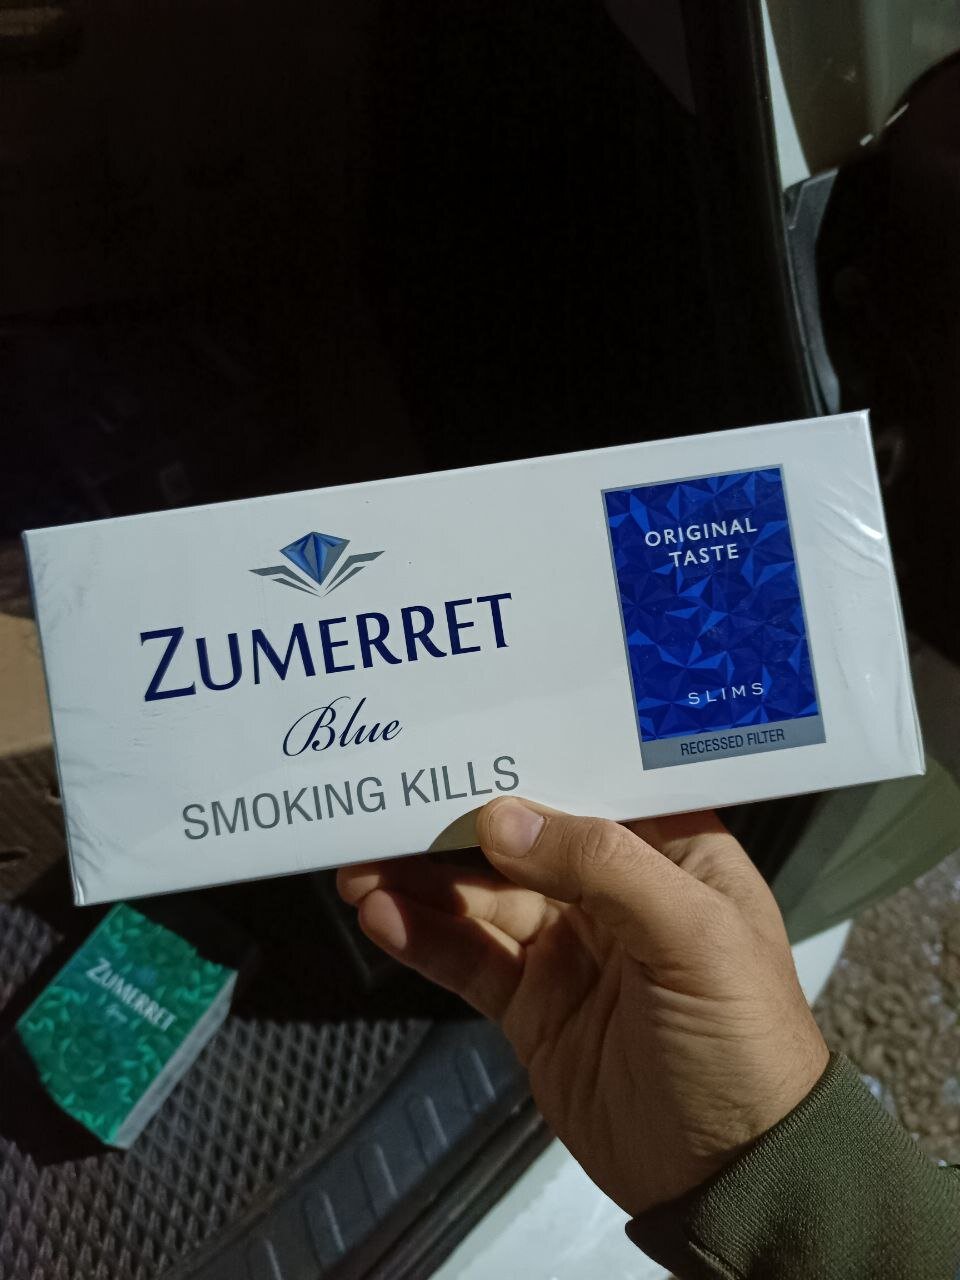 ZUMERRET
Blue
SMOKING KILLS
ORIGINAL
TASTE
SLIMS
RECESSED FILTER
ZUMERRET